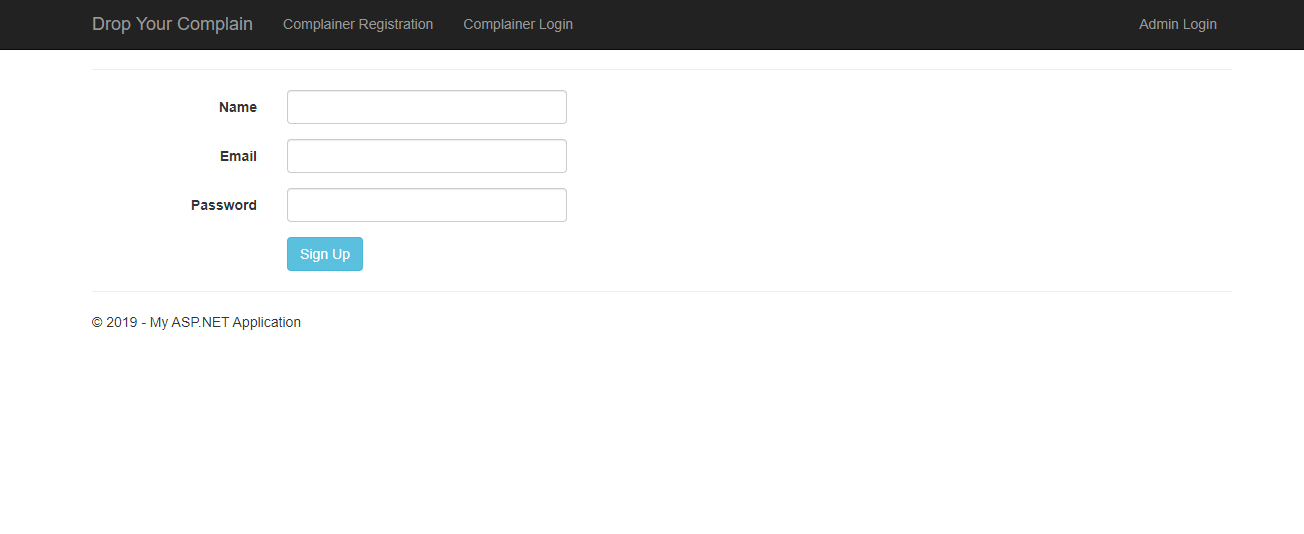 Drop Your Complain Complainer Registration Complainer Login Admin Login
Name
Email
Password
Sign Up
© 2019 - My ASP.NET Application